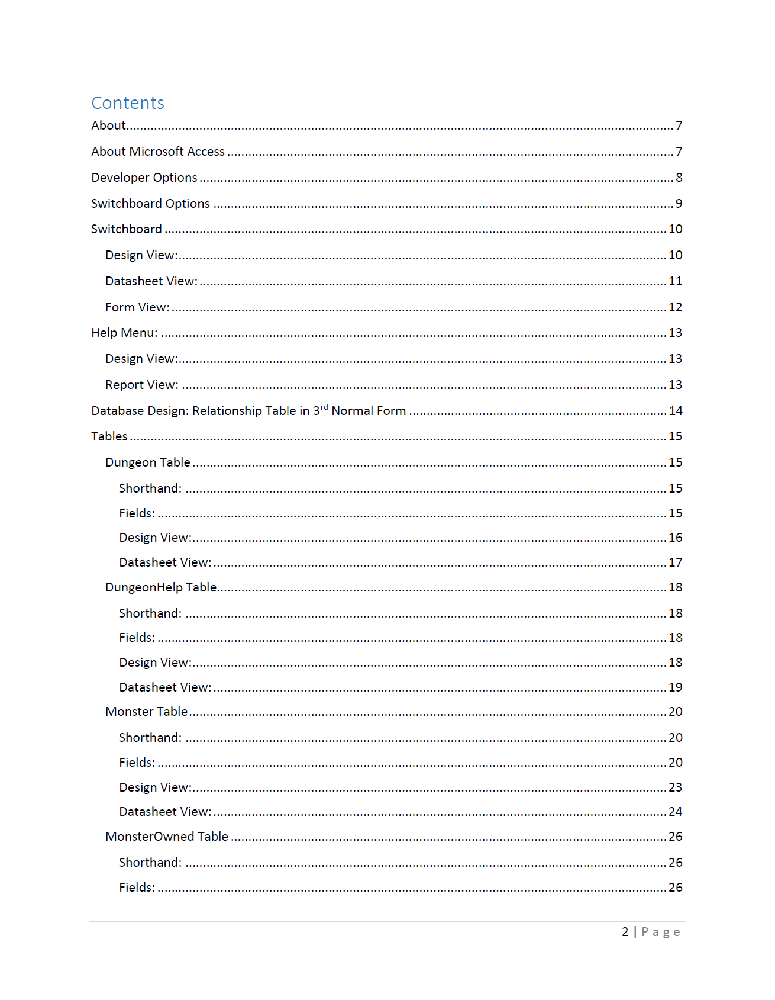 Contents
About.......................................................................................................... 7
About Microsoft Access .......................................................................................................... 7
Developer Options .......................................................................................................... 8
Switchboard Options .......................................................................................................... 9
Switchboard .......................................................................................................... 10
Design View:.......................................................................................................... 10
Datasheet View: .......................................................................................................... 11
Form View: .......................................................................................................... 12
Help Menu: .......................................................................................................... 13
Design View:.......................................................................................................... 13
Report View: .......................................................................................................... 13
Database Design: Relationship Table in 3rd Normal Form .......................................................................... 14
Tables .......................................................................................................... 15
Dungeon Table .......................................................................................................... 15
Shorthand: .......................................................................................................... 15
Fields: .......................................................................................................... 15
Design View:.......................................................................................................... 16
Datasheet View: .......................................................................................................... 17
DungeonHelp Table.......................................................................................................... 18
Shorthand: .......................................................................................................... 18
Fields: .......................................................................................................... 18
Design View:.......................................................................................................... 18
Datasheet View: .......................................................................................................... 19
Monster Table .......................................................................................................... 20
Shorthand: .......................................................................................................... 20
Fields: .......................................................................................................... 20
Design View:.......................................................................................................... 23
Datasheet View: .......................................................................................................... 24
MonsterOwned Table .......................................................................................................... 26
Shorthand: .......................................................................................................... 26
Fields: .......................................................................................................... 26
2 | Page